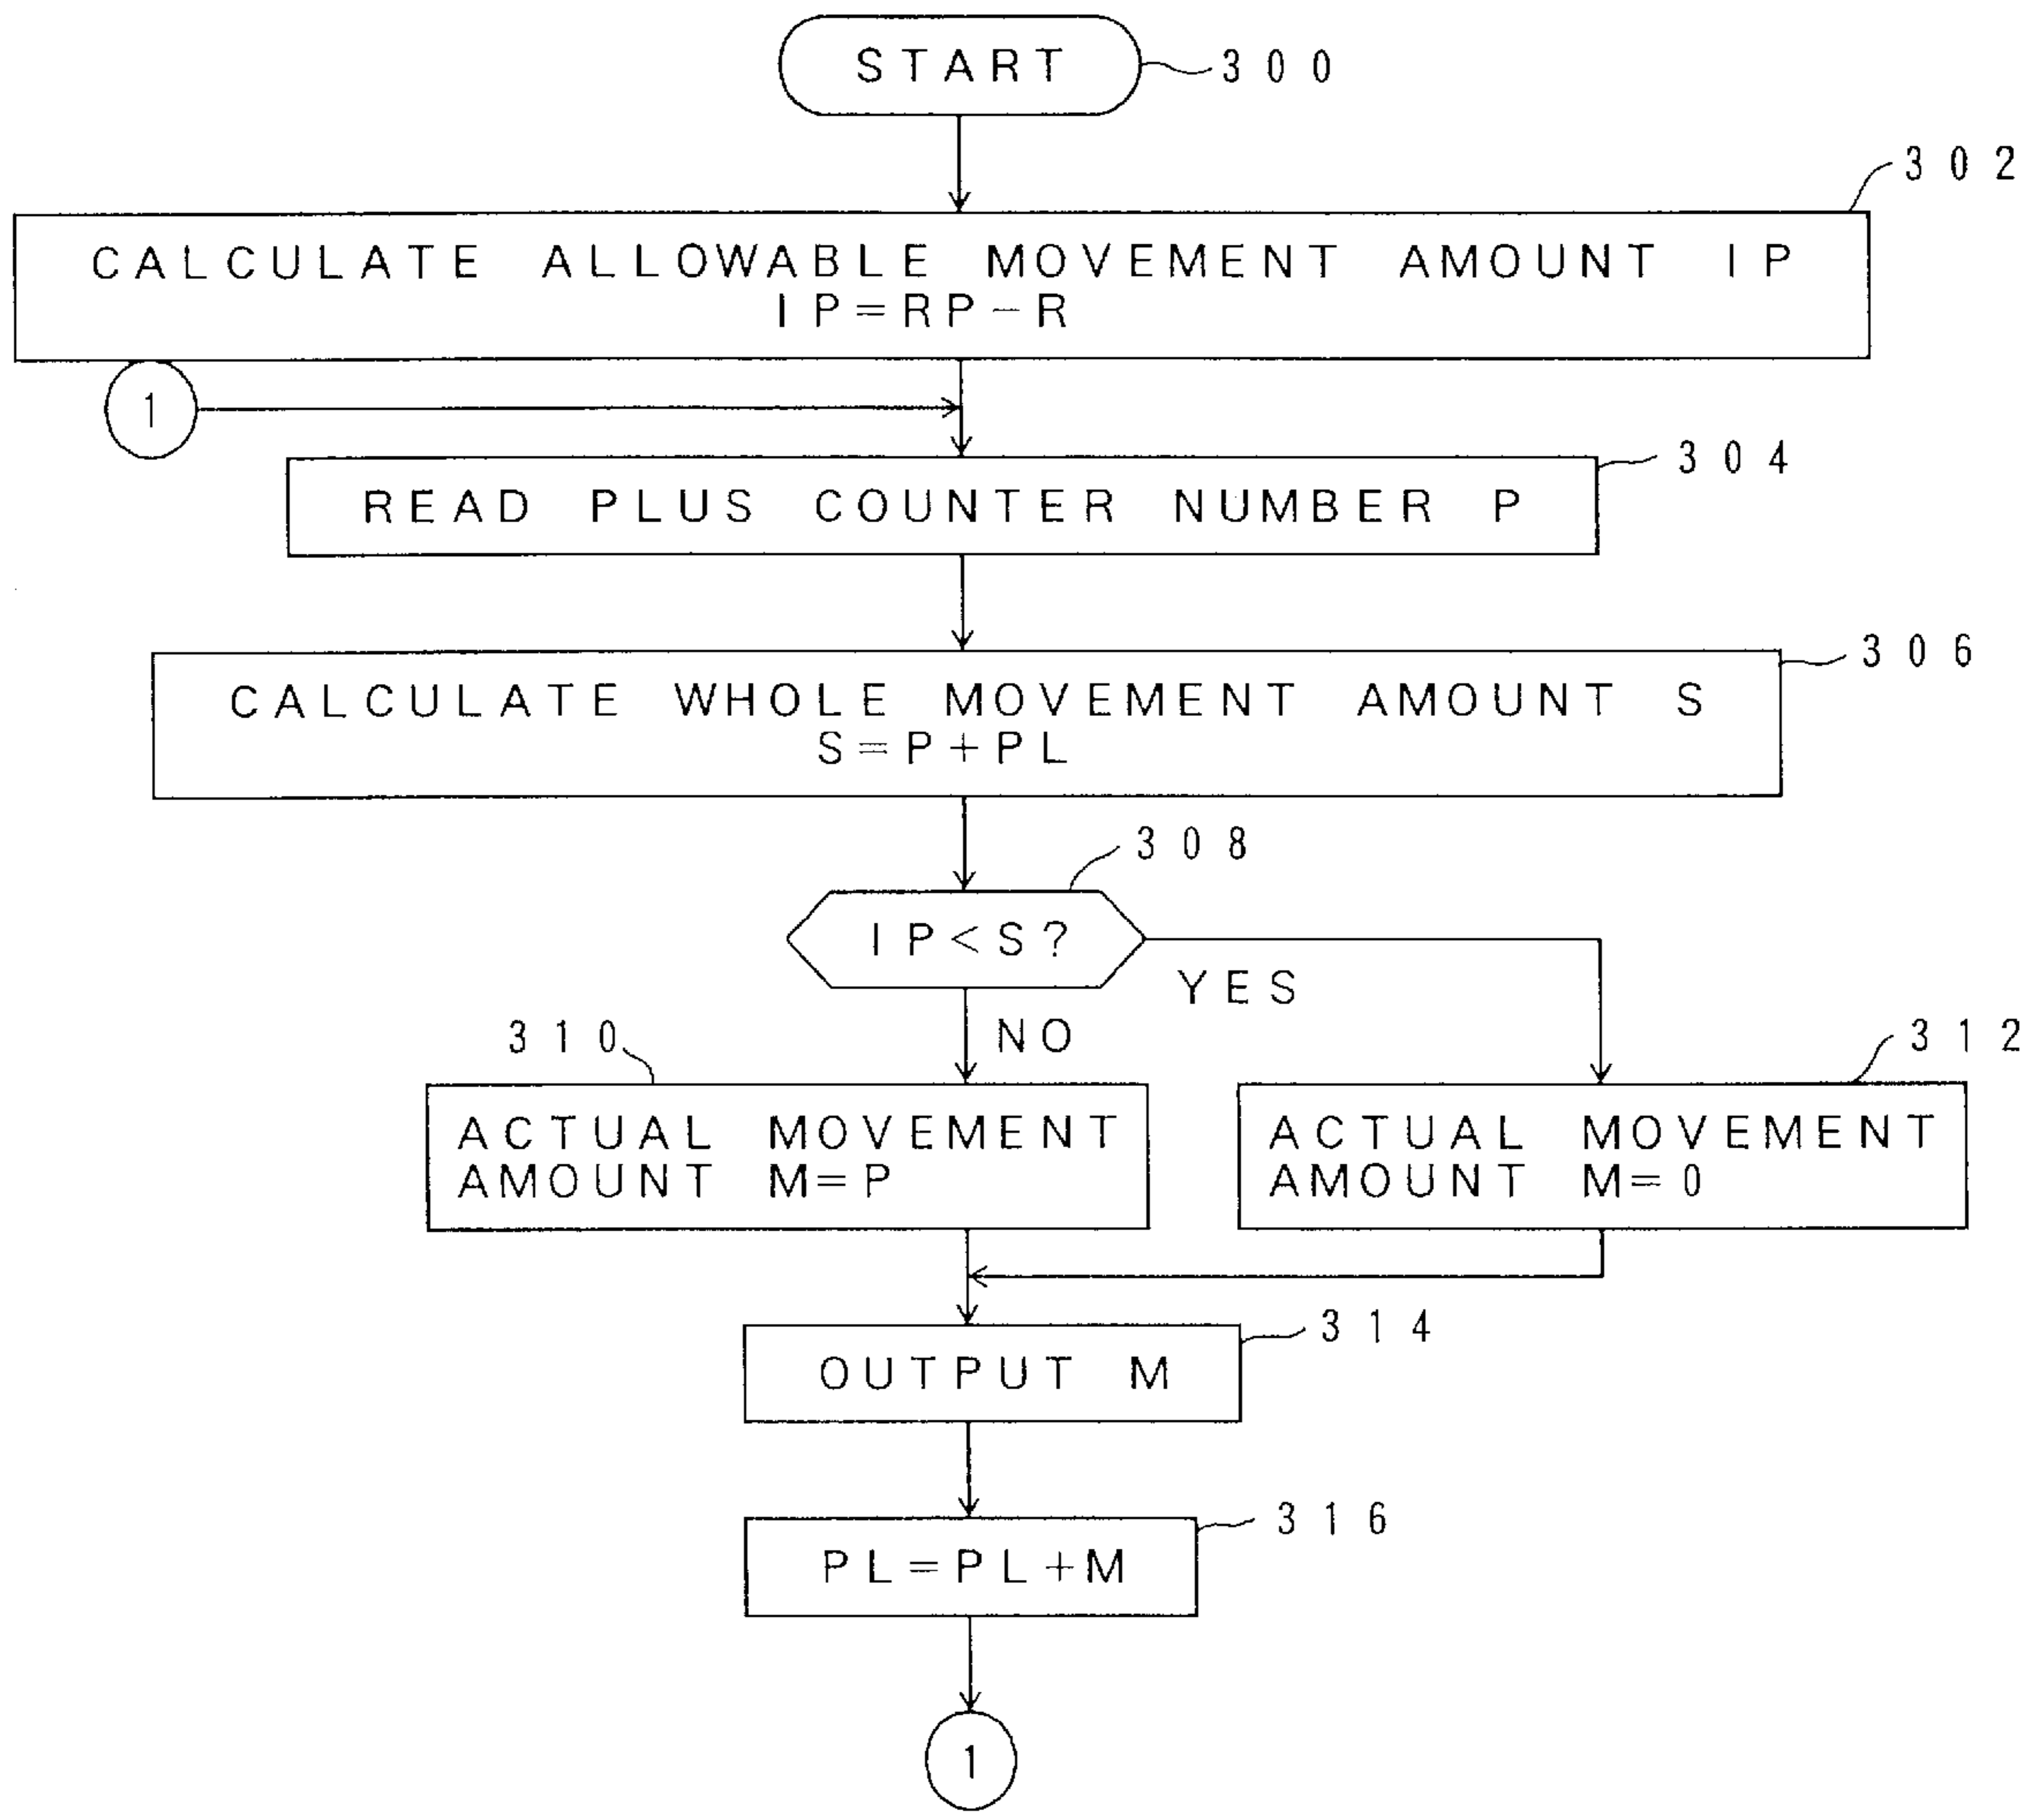 START
300
302
CALCULATE ALLOWABLE MOVEMENT AMOUNT IP
IP=RP-R
1
304
READ PLUS COUNTER NUMBER P
306
CALCULATE WHOLE MOVEMENT AMOUNT S
S=P+PL
308
IP<S?
YES
NO
310
312
ACTUAL MOVEMENT
AMOUNT M=P
ACTUAL MOVEMENT
AMOUNT M=0
314
OUTPUT M
316
PL=PL+M
1